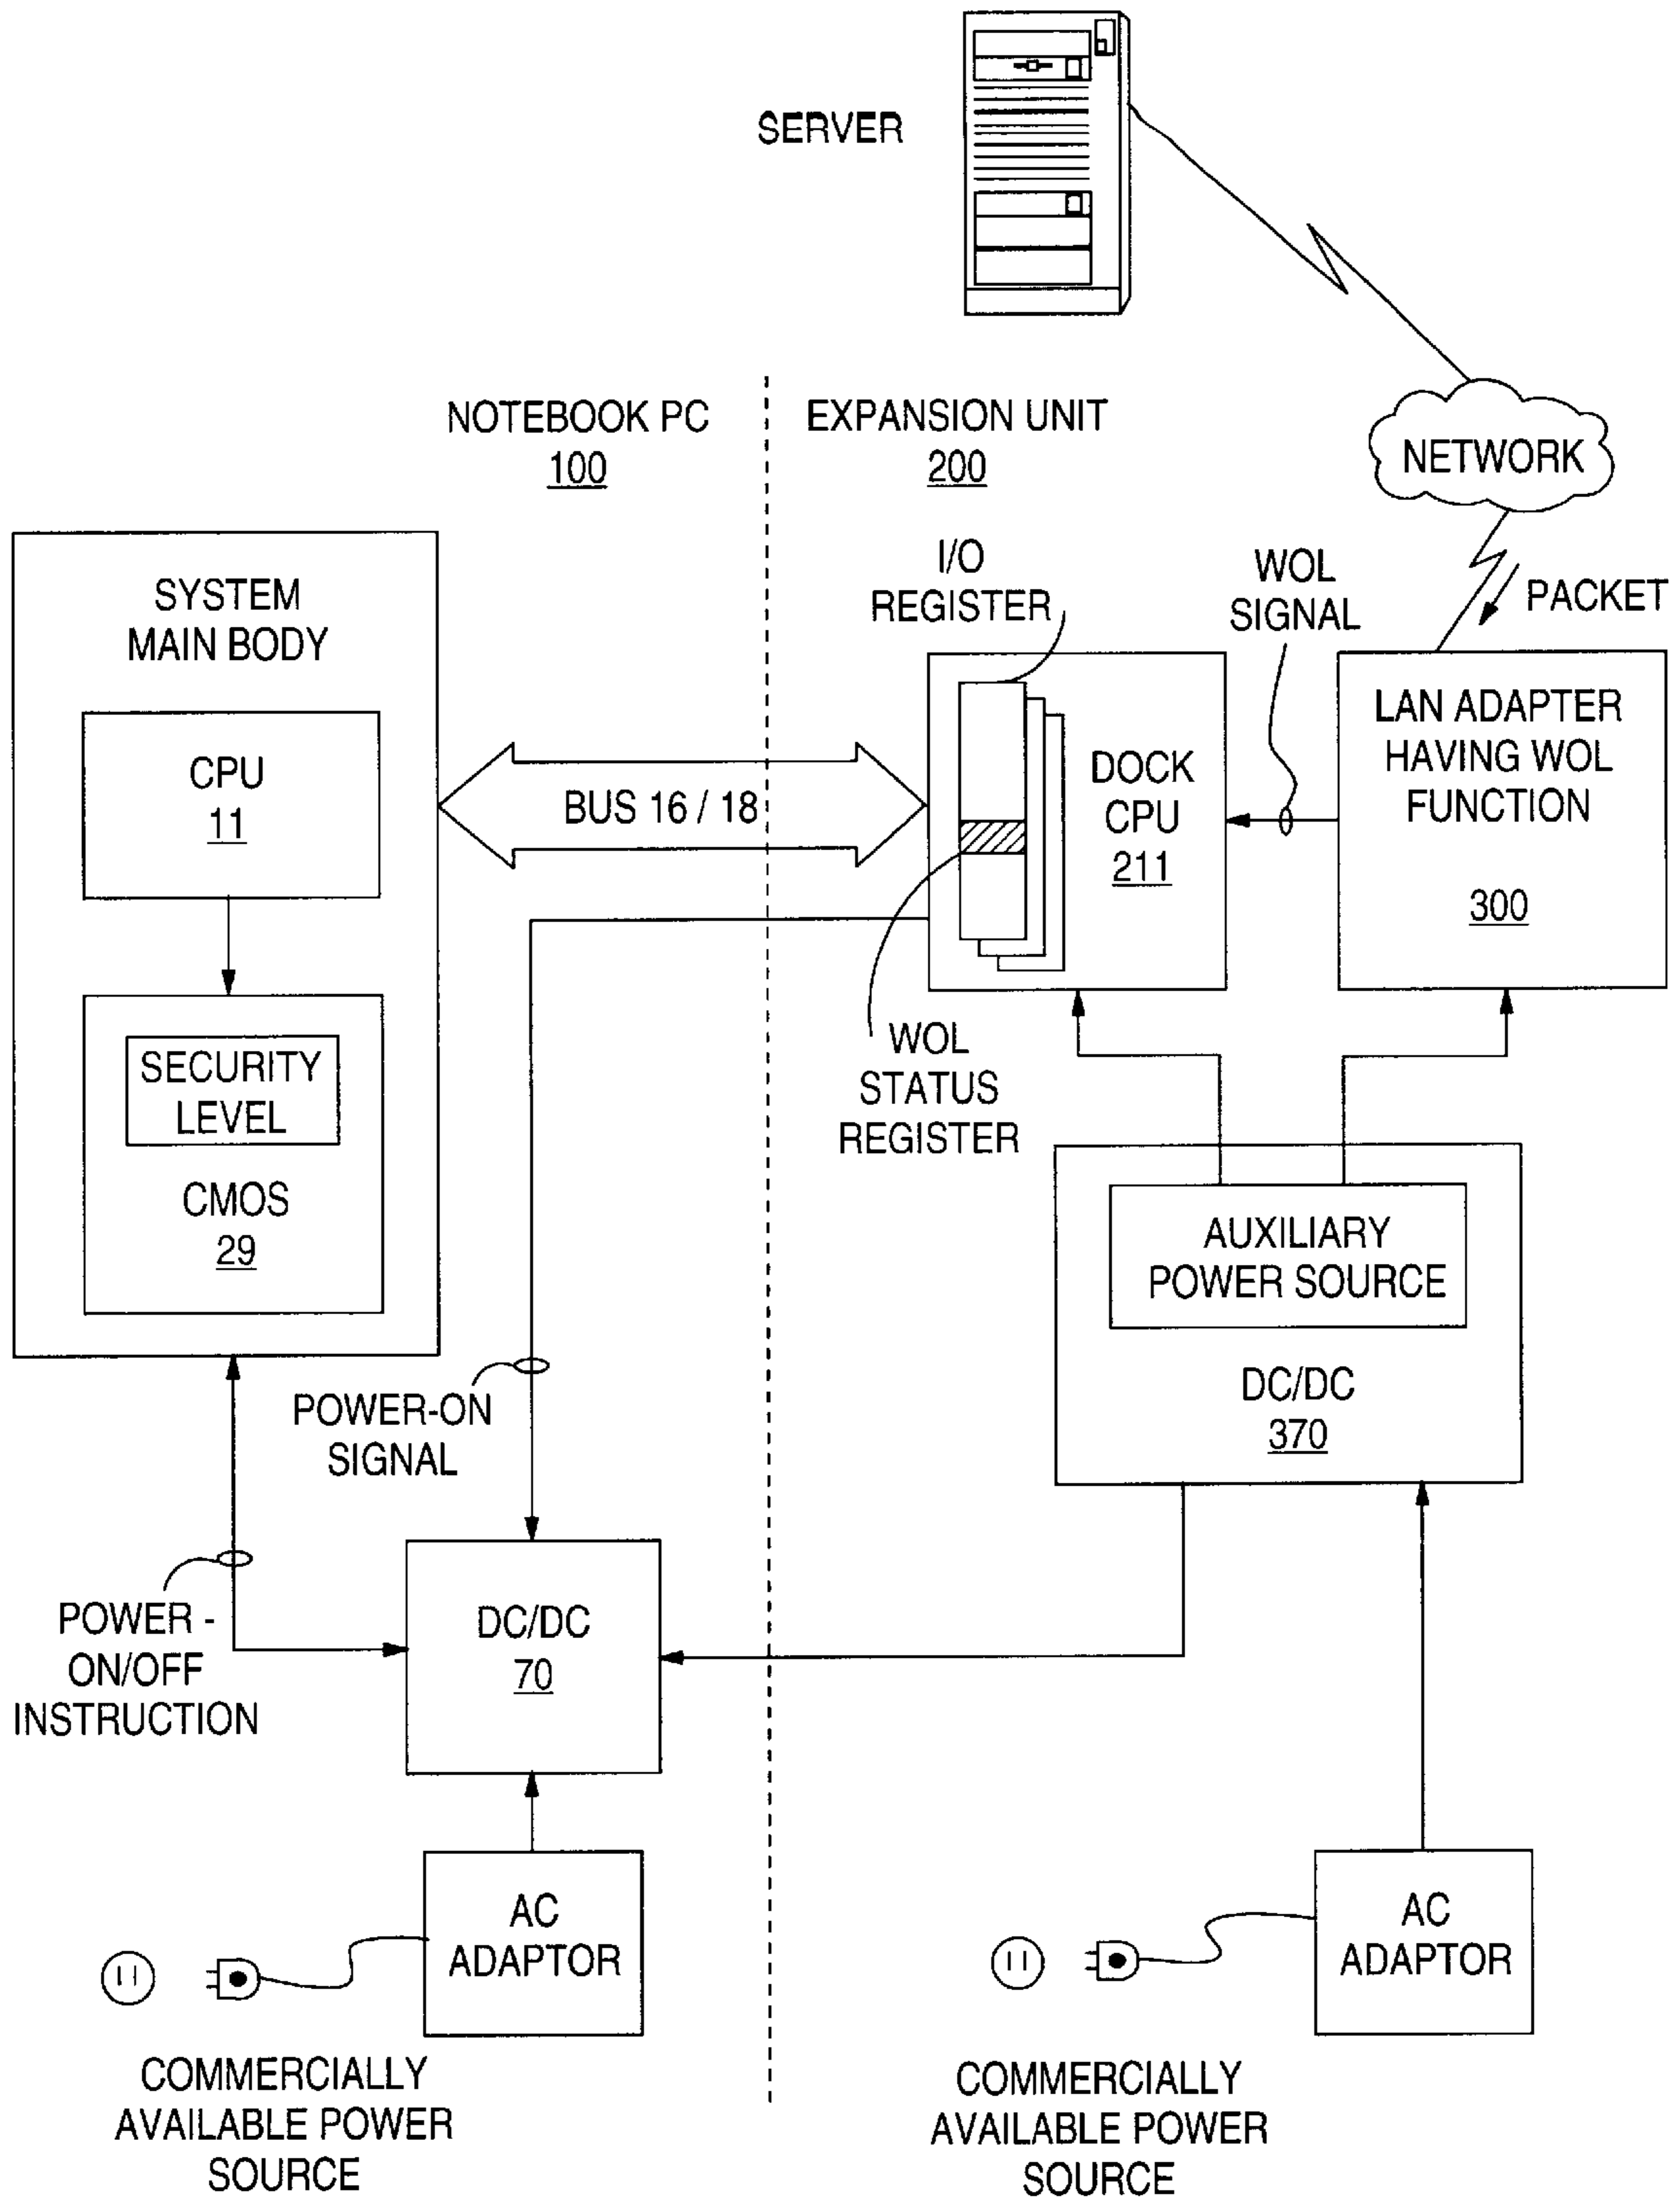 SERVER
NOTEBOOK PC
100
EXPANSION UNIT
200
NETWORK
I/O
REGISTER
WOL
SIGNAL
PACKET
SYSTEM
MAIN BODY
CPU
11
BUS 16 / 18
DOCK
CPU
211
LAN ADAPTER
HAVING WOL
FUNCTION
300
SECURITY
LEVEL
CMOS
29
WOL
STATUS
REGISTER
AUXILIARY
POWER SOURCE
DC/DC
370
POWER-ON
SIGNAL
POWER -
ON/OFF
INSTRUCTION
DC/DC
70
AC
ADAPTOR
AC
ADAPTOR
COMMERCIALLY
AVAILABLE POWER
SOURCE
COMMERCIALLY
AVAILABLE POWER
SOURCE